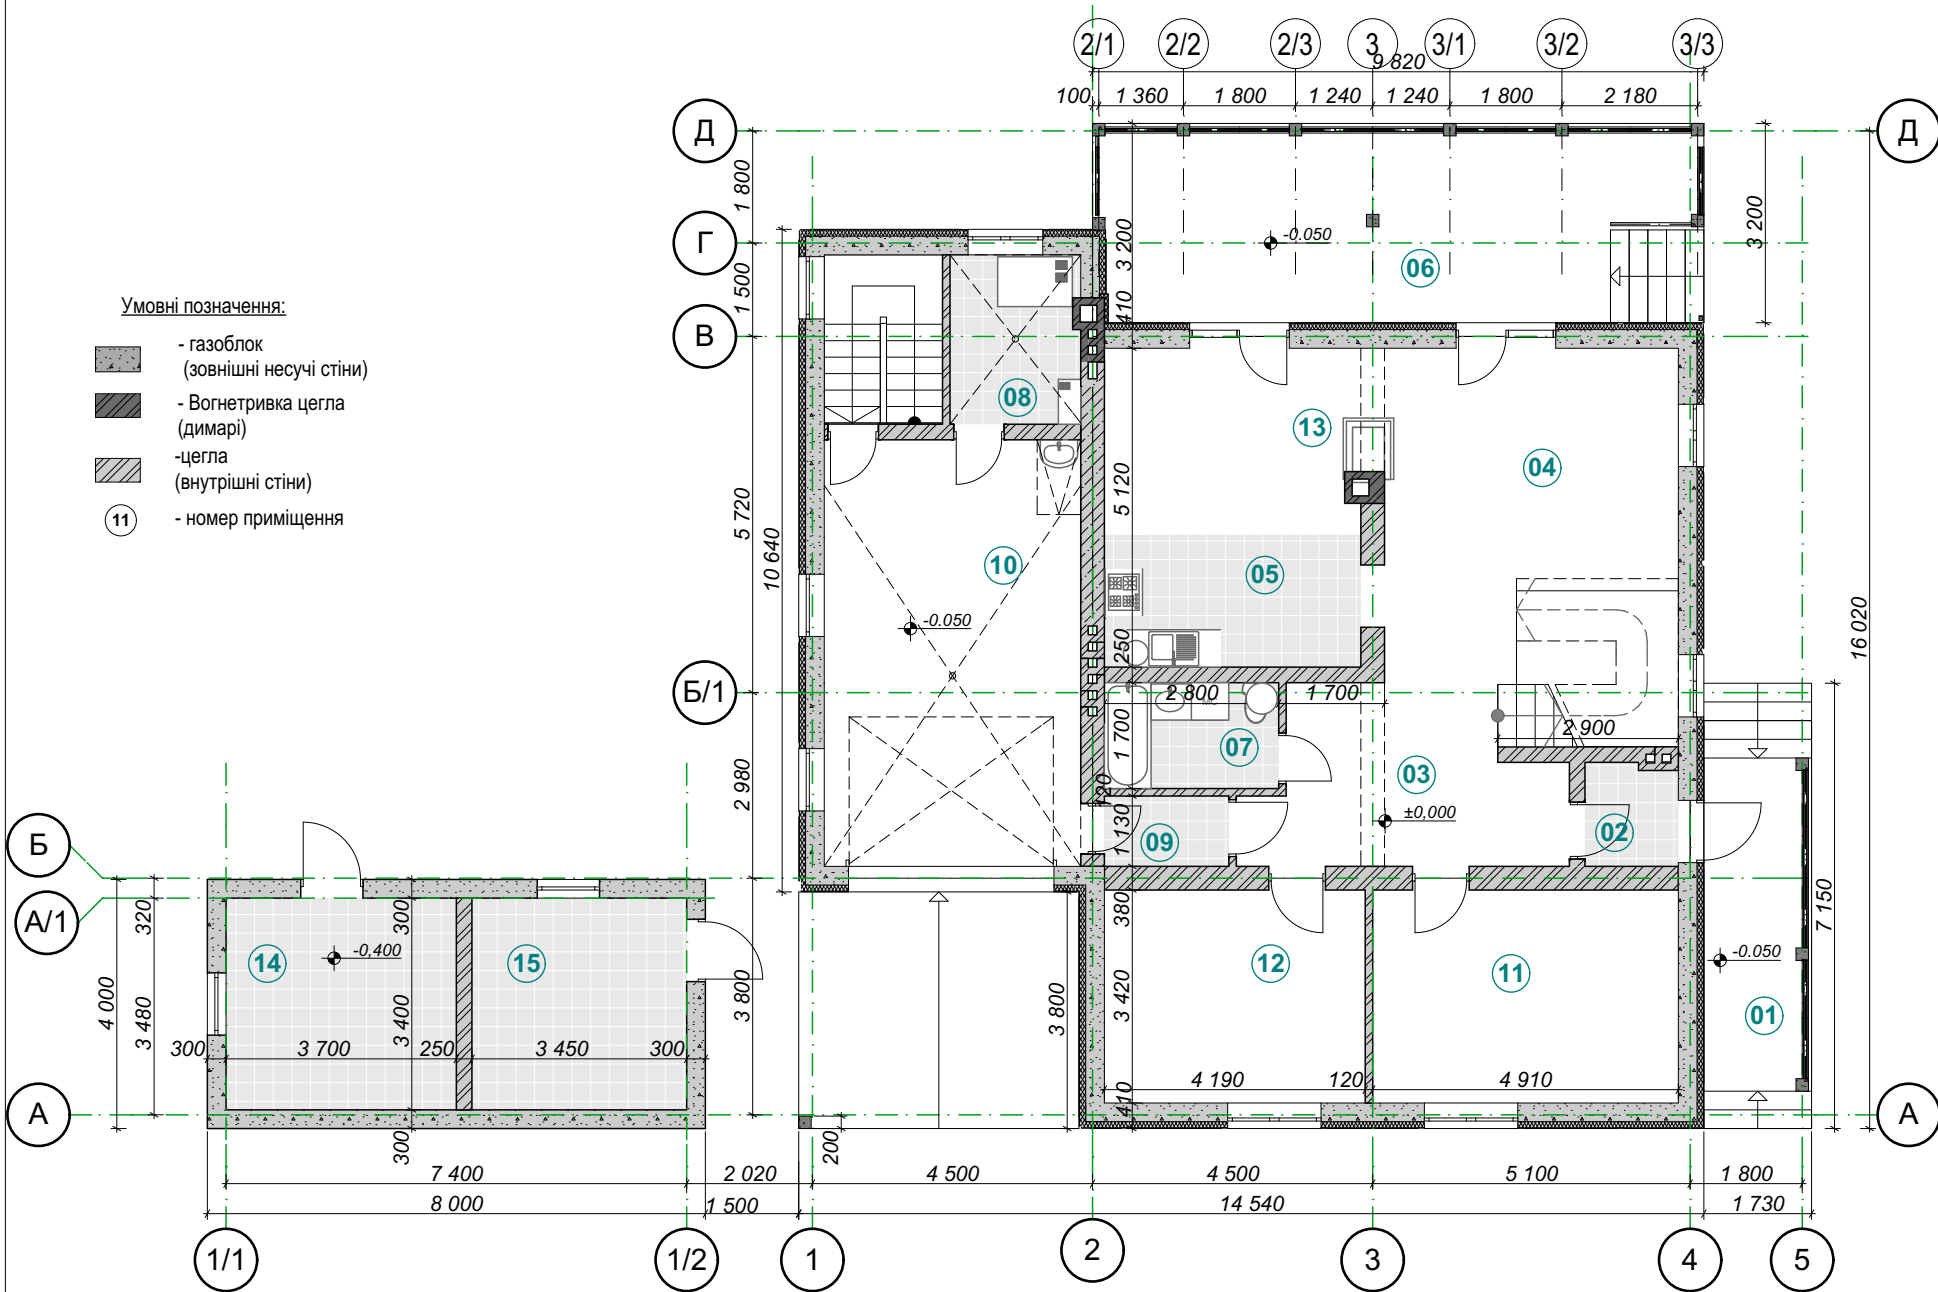 2/1 2/2 2/3 3 3/1 3/2 3/3
9 820
100 1 360 1 800 1 240 1 240 1 800 2 180
Д Д
1 800
3 200
3 200
Г
-0.050
06
1 500
410
Умовні позначення:
- газоблок
(зовнішні несучі стіни)
- Вогнетривка цегла
(димарі)
-цегла
(внутрішні стіни)
11 - номер приміщення
В
08
13
04
5 120
5 720
10 640
10
05
-0.050
16 020
250
Б/1
2 800 1 700
МС
2 900
1 700
07
03
2 980
120
±0,000
02
1 130
09
Б
А/1
320
300
380
7 150
14
-0,400
15
12
11
-0.050
01
4 000
3 480
3 400
3 800
3 800
3 420
300 3 700 250 3 450 300
4 190 120 4 910
410
А А
300
200
7 400 2 020 4 500 4 500 5 100 1 800
8 000 1 500 14 540 1 730
1/1 1/2 1 2 3 4 5